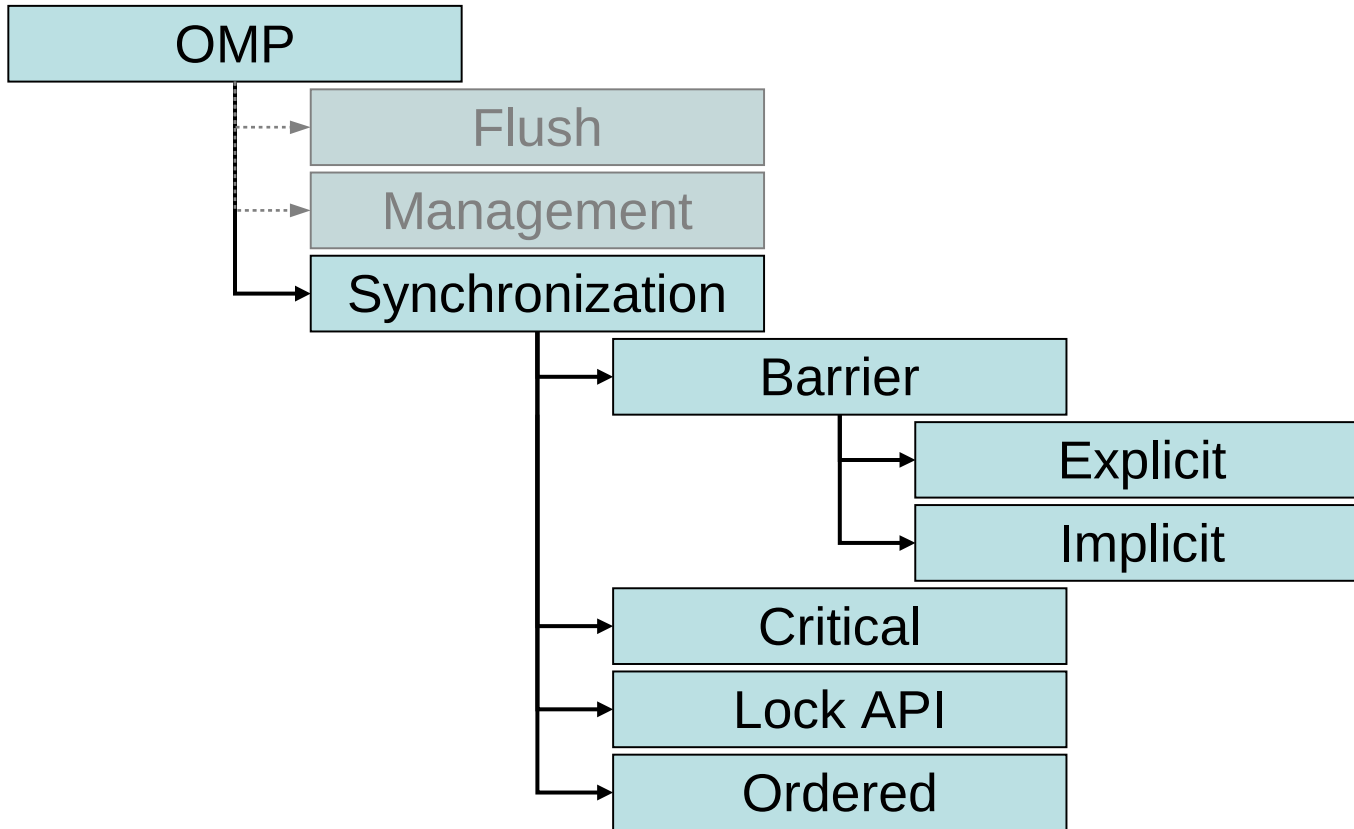 OMP
Flush
Management
Synchronization
Barrier
Explicit
Implicit
Critical
Lock API
Ordered